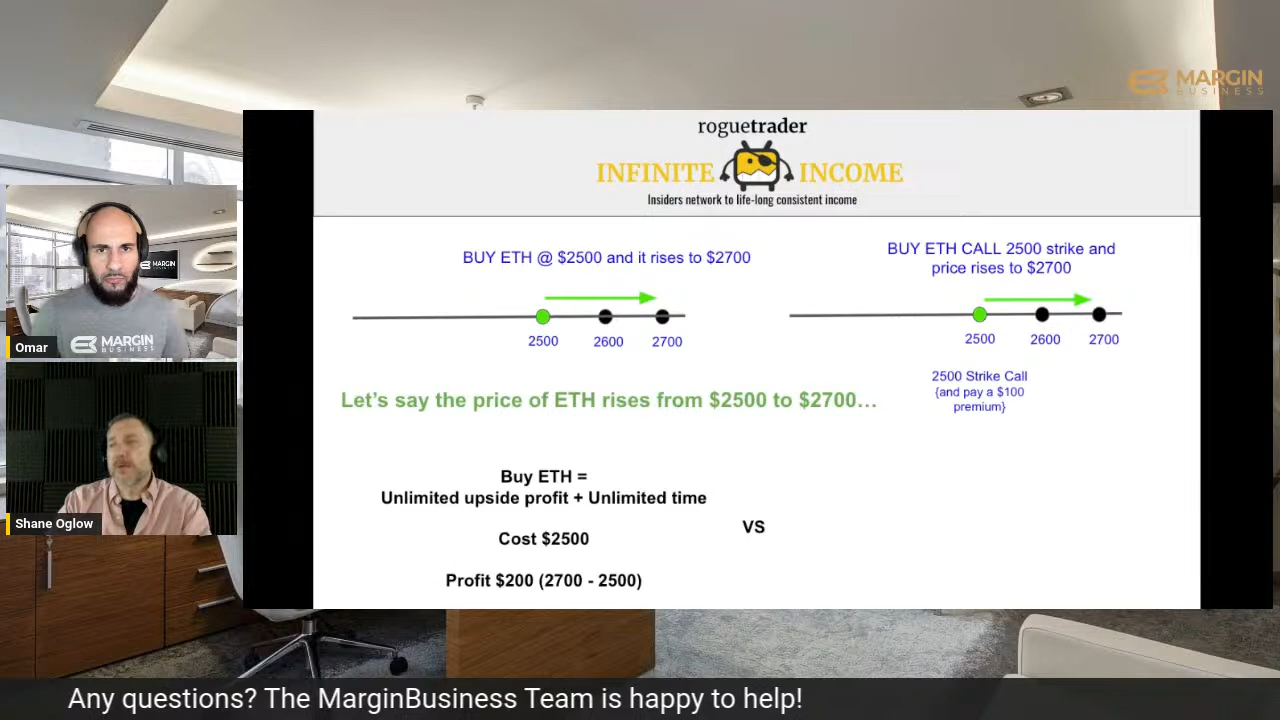 MARGIN
BUSINESS
roguetrader
INFINITE INCOME
Insiders network to life-long consistent income
BUY ETH @ $2500 and it rises to $2700
2500 2600 2700
BUY ETH CALL 2500 strike and
price rises to $2700
2500 2600 2700
2500 Strike Call
{and pay a $100
premium}
Let's say the price of ETH rises from $2500 to $2700…
Buy ETH =
Unlimited upside profit + Unlimited time
Cost $2500
Profit $200 (2700 - 2500)
VS
MARGIN
BUSINESS
Omar
MARGIN
BUSINESS
Shane Oglow
Any questions? The MarginBusiness Team is happy to help!